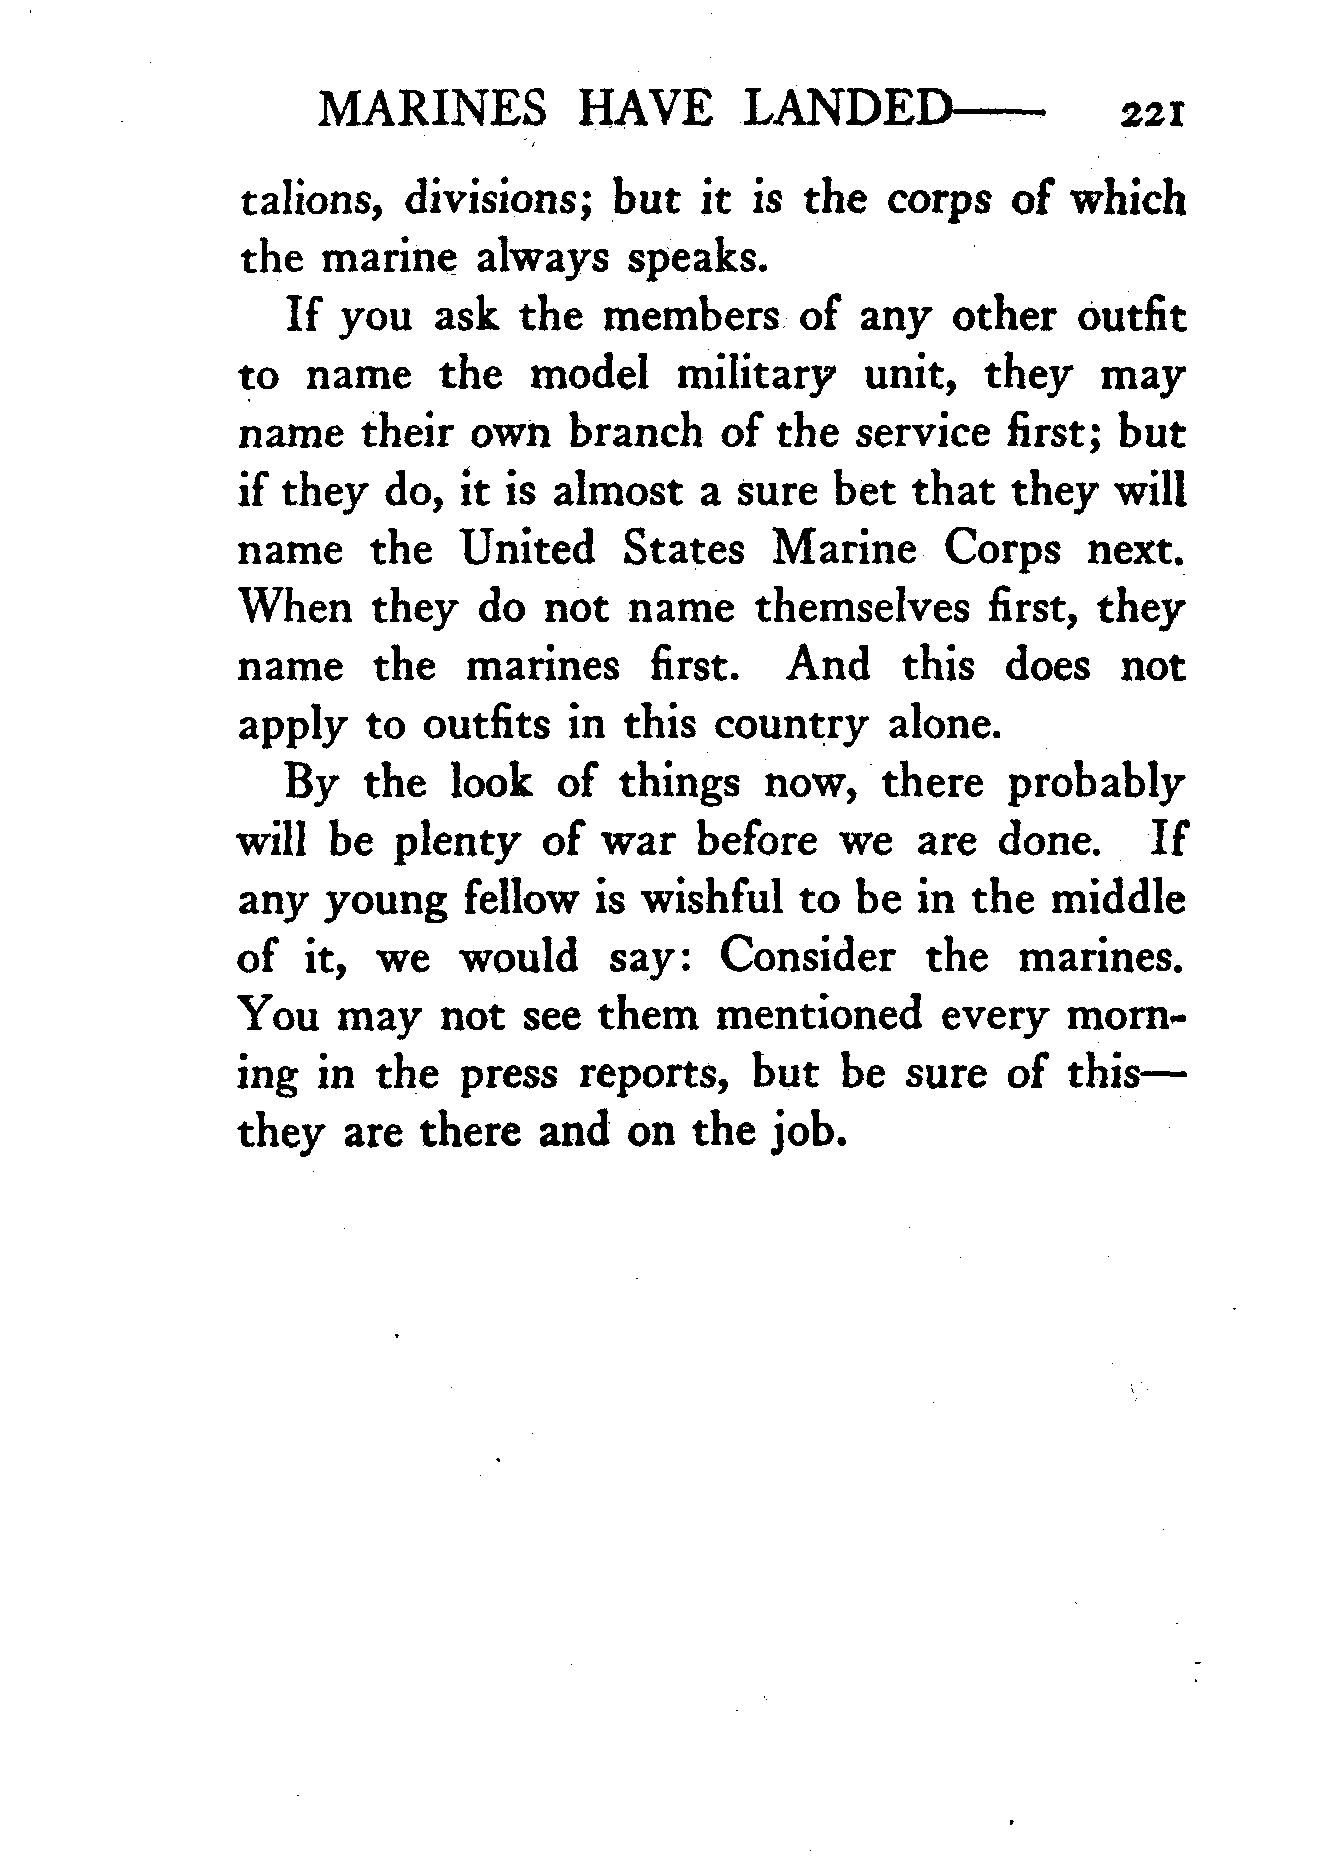 MARINES HAVE LANDED—— 221
talions, divisions; but it is the corps of which
the marine always speaks.
If you ask the members of any other outfit
to name the model military unit, they may
name their own branch of the service first; but
if they do, it is almost a sure bet that they will
name the United States Marine Corps next.
When they do not name themselves first, they
name the marines first. And this does not
apply to outfits in this country alone.
By the look of things now, there probably
will be plenty of war before we are done. If
any young fellow is wishful to be in the middle
of it, we would say: Consider the marines.
You may not see them mentioned every morn-
ing in the press reports, but be sure of this—
they are there and on the job.